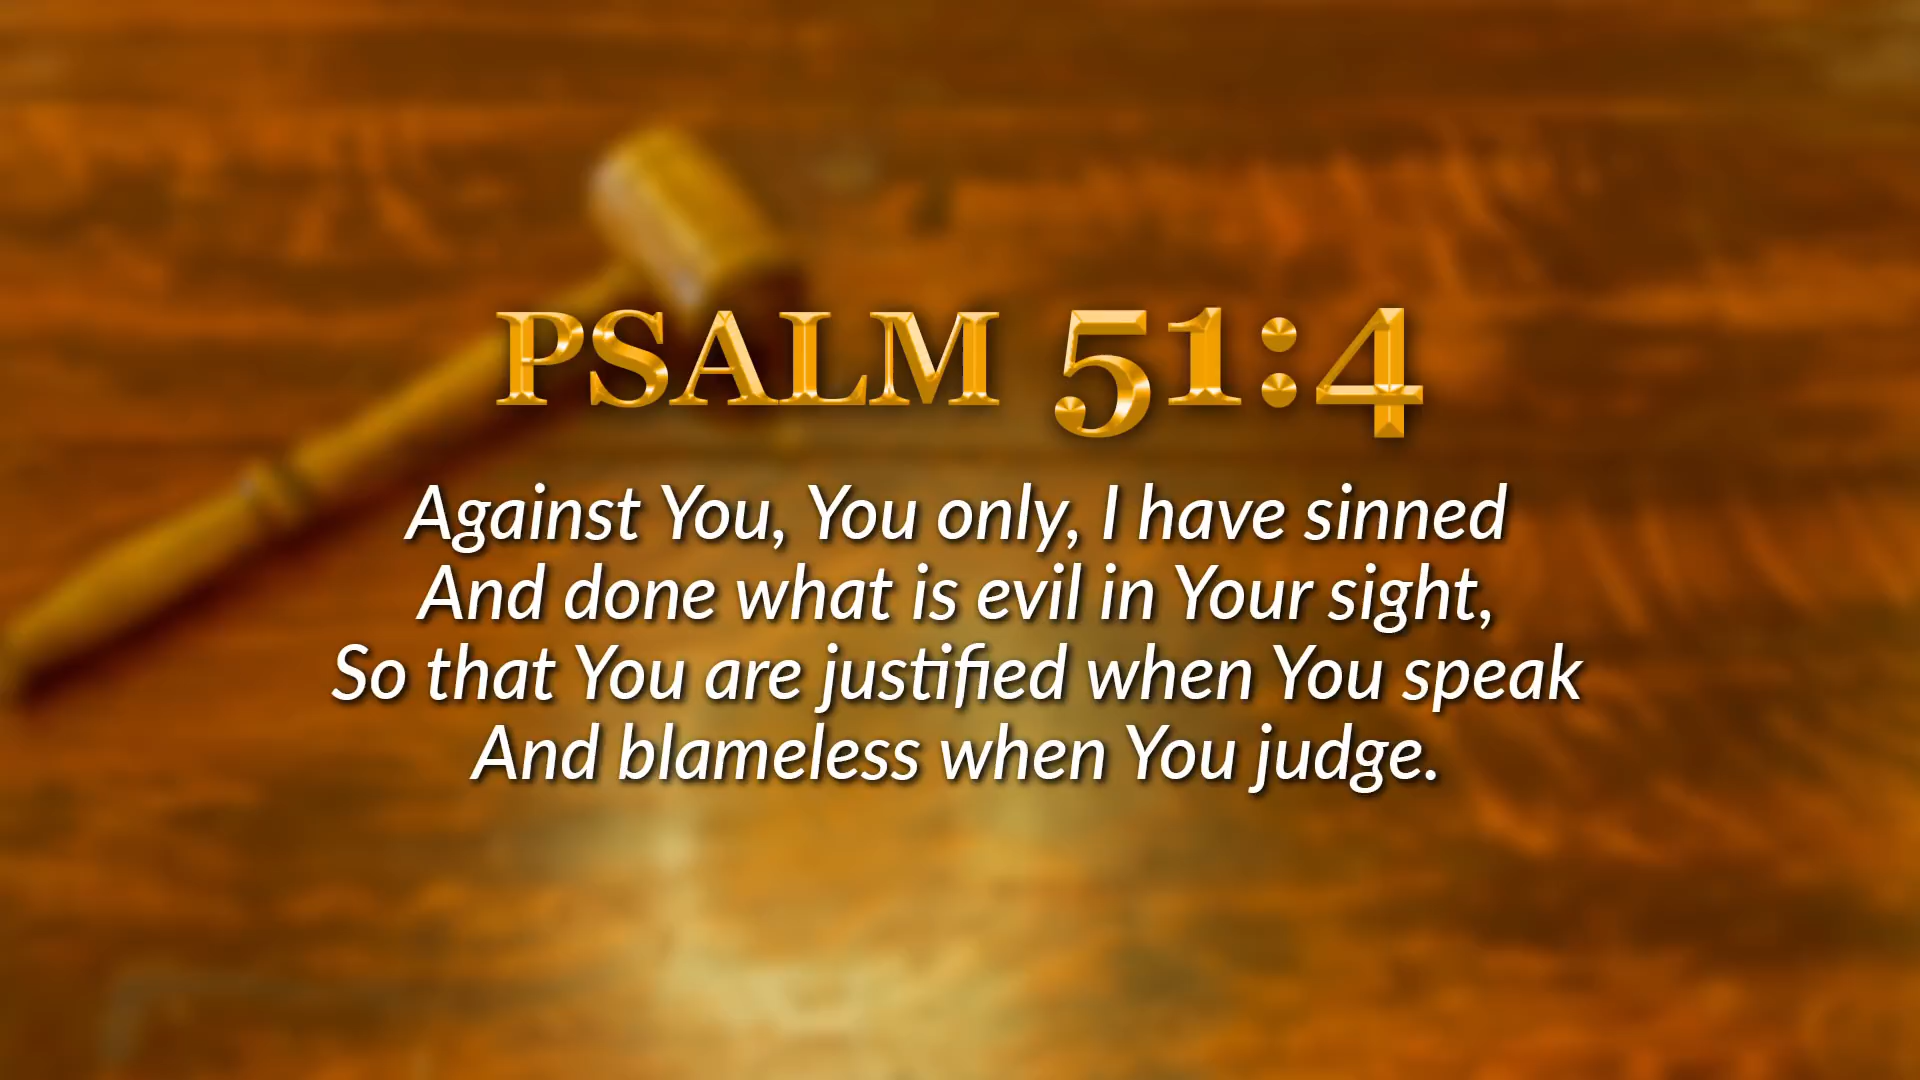 PSALM 51:4
Against You, You only, I have sinned
And done what is evil in Your sight,
So that You are justified when You speak
And blameless when You judge.